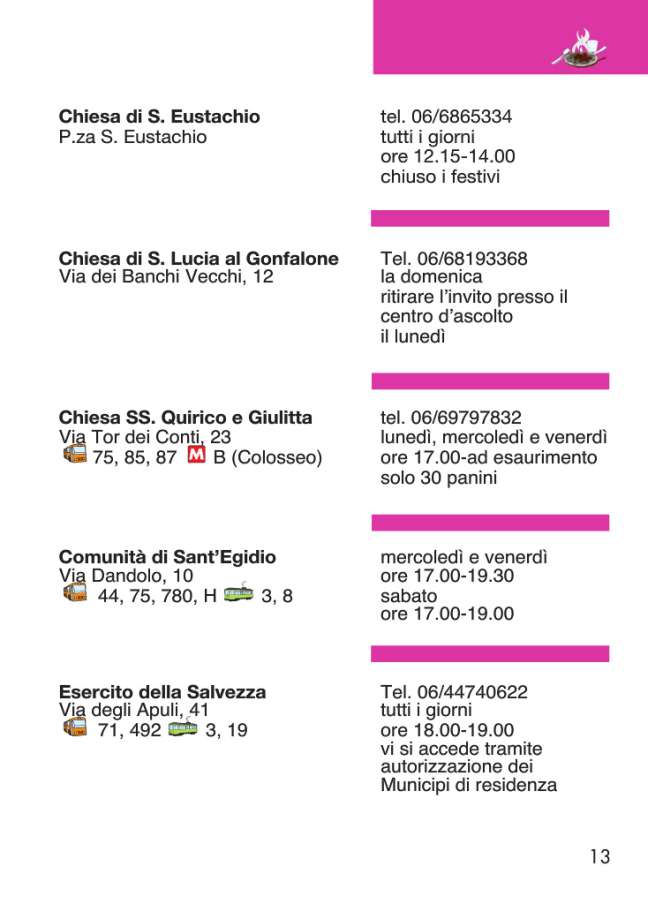 Chiesa di S. Eustachio
P.za S. Eustachio
tel. 06/6865334
tutti i giorni
ore 12.15-14.00
chiuso i festivi
Chiesa di S. Lucia al Gonfalone
Via dei Banchi Vecchi, 12
Tel. 06/68193368
la domenica
ritirare l'invito presso il
centro d'ascolto
il lunedì
Chiesa SS. Quirico e Giulitta
Via Tor dei Conti, 23
75, 85, 87 M B (Colosseo)
tel. 06/69797832
lunedì, mercoledì e venerdì
ore 17.00-ad esaurimento
solo 30 panini
Comunità di Sant'Egidio
Via Dandolo, 10
44, 75, 780, H 3, 8
mercoledì e venerdì
ore 17.00-19.30
sabato
ore 17.00-19.00
Esercito della Salvezza
Via degli Apuli, 41
71, 492 3, 19
Tel. 06/44740622
tutti i giorni
ore 18.00-19.00
vi si accede tramite
autorizzazione dei
Municipi di residenza
13